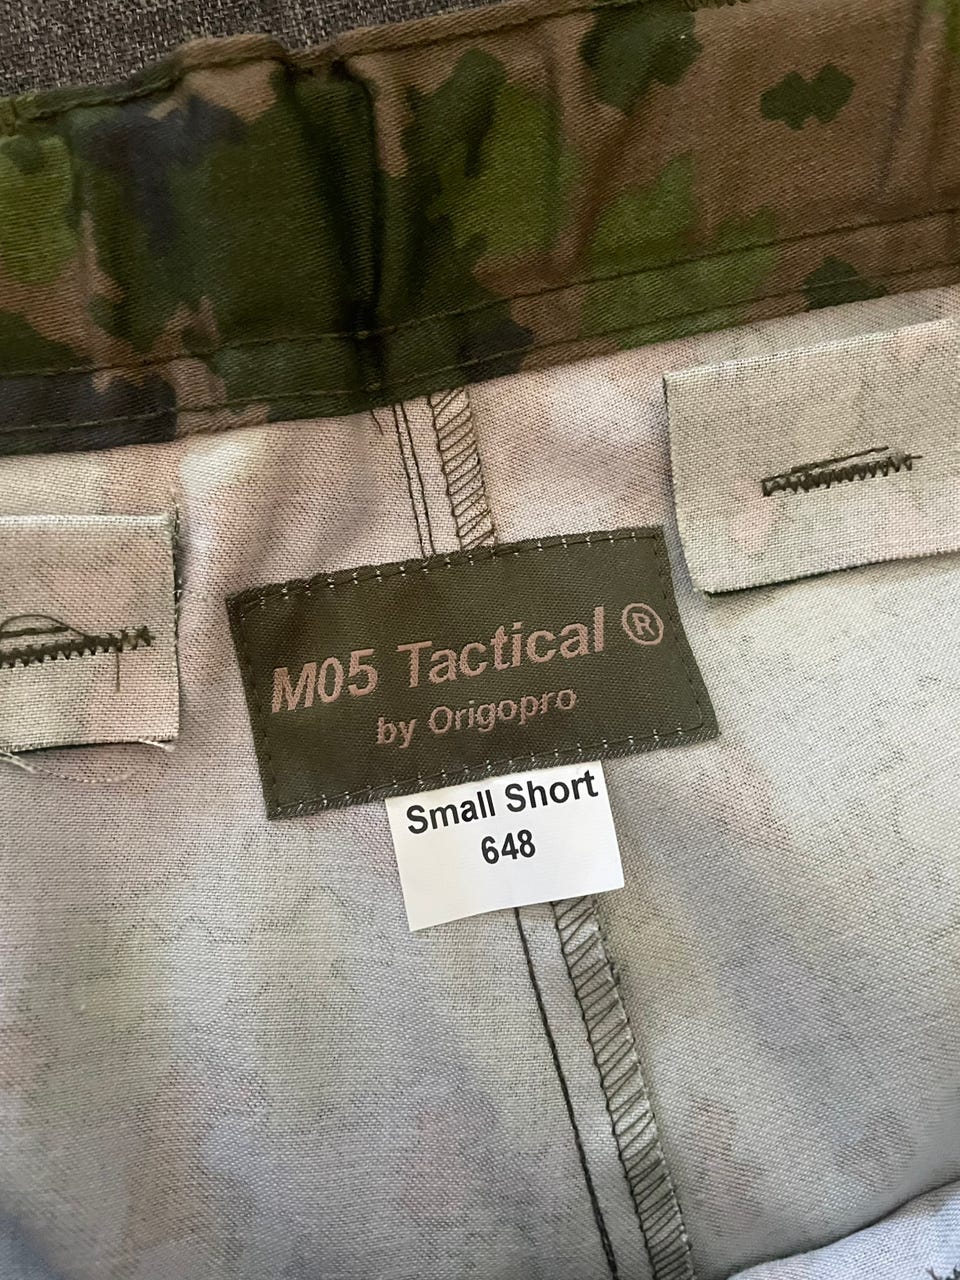 M05 Tactical ®
by Origopro
Small Short
648